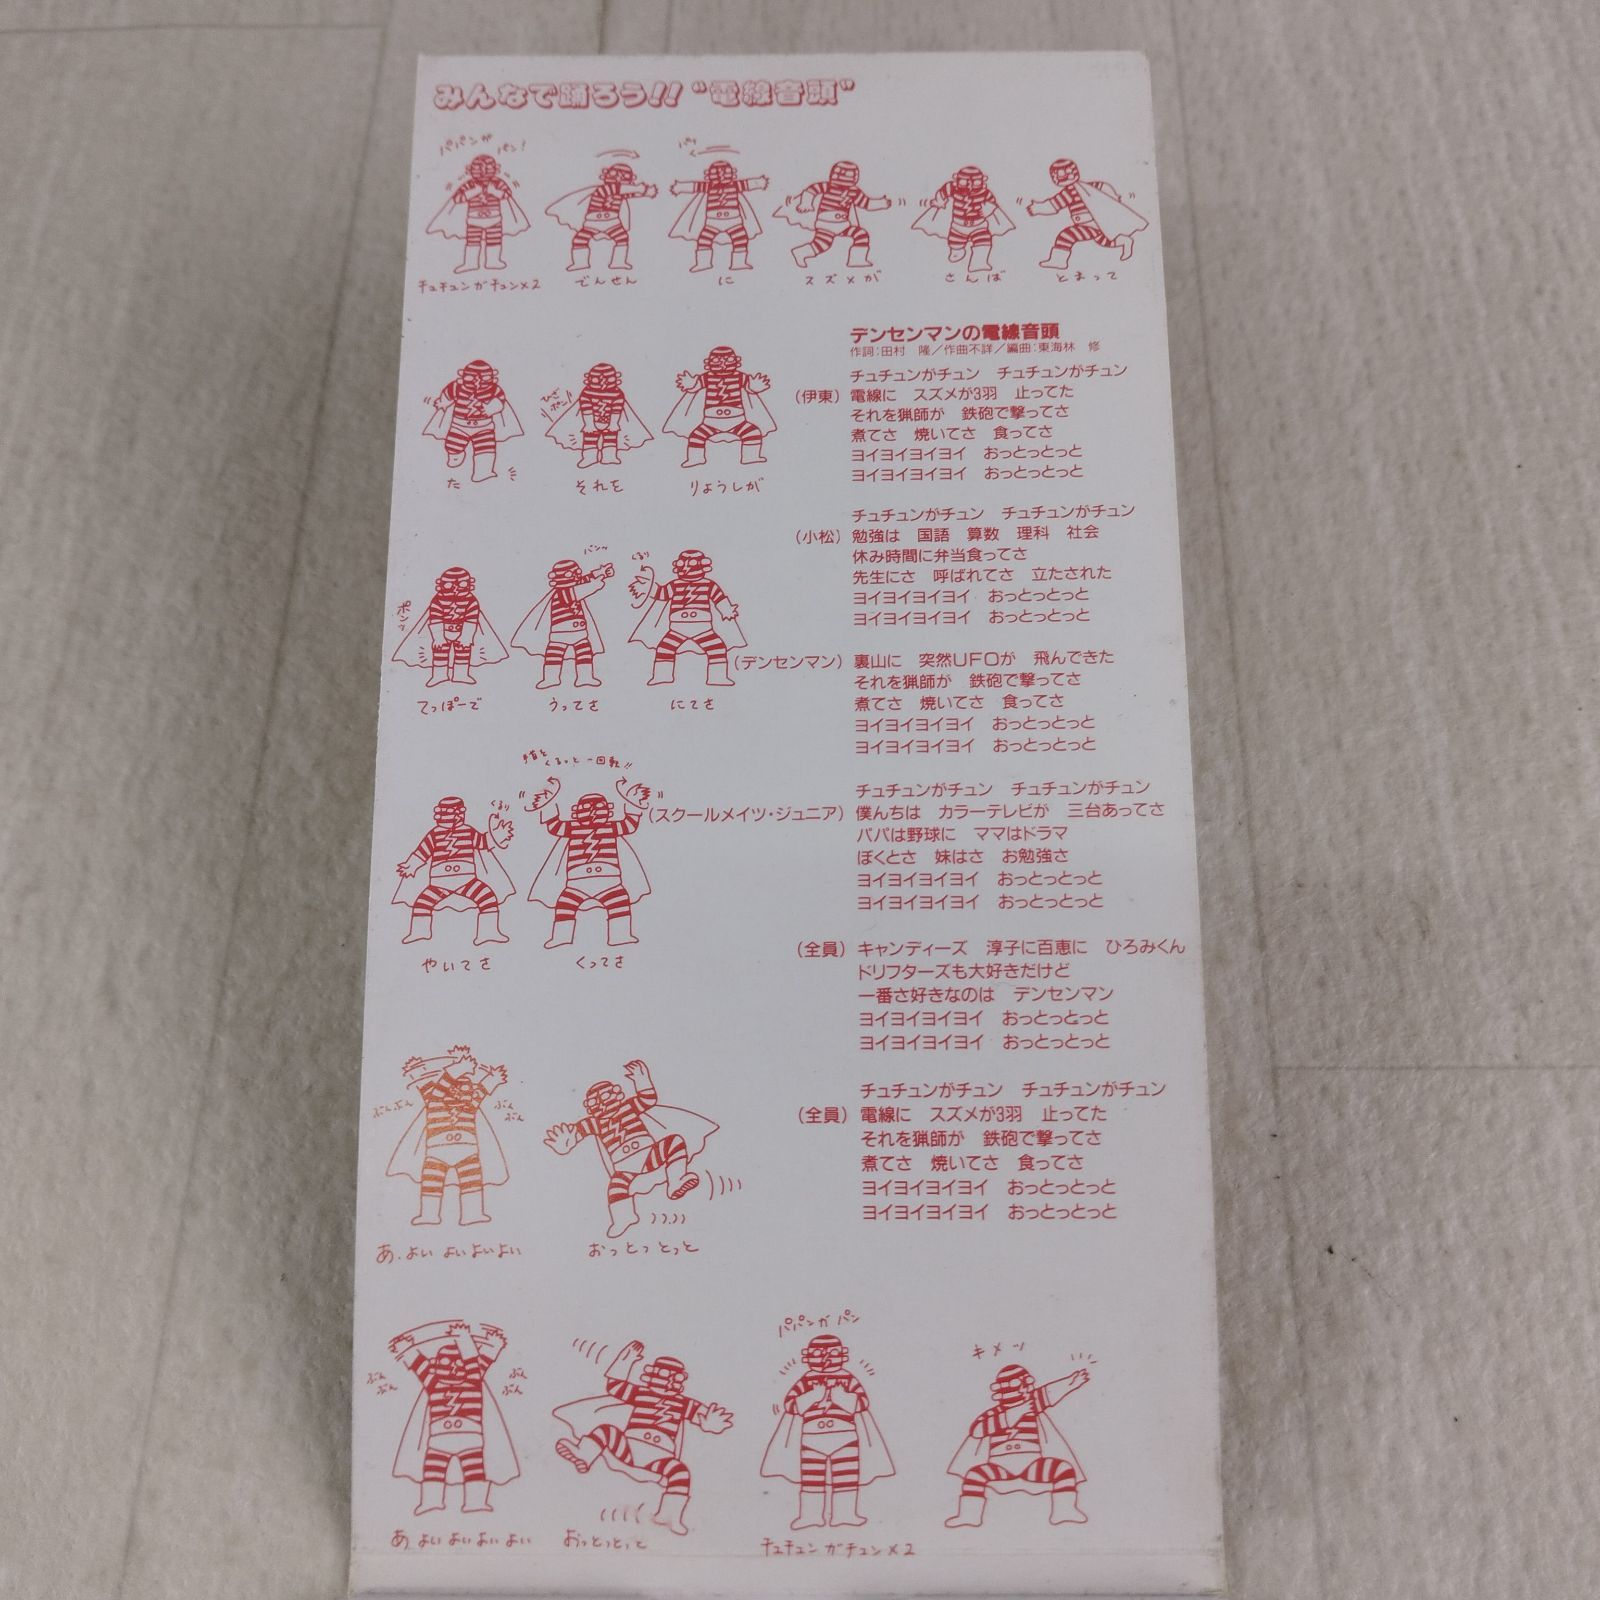 みんなで踊ろう!! "電線音頭"
パパンが パン!
パッ
チュチュンガチュン×2
でんせん
に
スズメが
さんば
とまって
デンセンマンの電線音頭
作詞:田村 隆/作曲不詳/編曲:東海林 修
チュチュンがチュン チュチュンがチュン
(伊東) 電線に スズメが3羽 止ってた
それを猟師が 鉄砲で撃ってさ
煮てさ 焼いてさ 食ってさ
ヨイヨイヨイヨイ おっとっとっと
ヨイヨイヨイヨイ おっとっとっと
ひざ
ポン!
た
それを
りょうしが
チュチュンがチュン チュチュンがチュン
(小松) 勉強は 国語 算数 理科 社会
休み時間に弁当食ってさ
先生にさ 呼ばれてさ 立たされた
ヨイヨイヨイヨイ おっとっとっと
ヨイヨイヨイヨイ おっとっとっと
ポンッ
パンッ
くるり
てっぽーで
うってさ
にてさ
(デンセンマン) 裏山に 突然UFOが 飛んできた
それを猟師が 鉄砲で撃ってさ
煮てさ 焼いてさ 食ってさ
ヨイヨイヨイヨイ おっとっとっと
ヨイヨイヨイヨイ おっとっとっと
くるっと一回転!!
くるり
やいてさ
くってさ
チュチュンがチュン チュチュンがチュン
(スクールメイツ・ジュニア) 僕んちは カラーテレビが 三台あってさ
パパは野球に ママはドラマ
ぼくとさ 妹はさ お勉強さ
ヨイヨイヨイヨイ おっとっとっと
ヨイヨイヨイヨイ おっとっとっと
(全員) キャンディーズ 淳子に百恵に ひろみくん
ドリフターズも大好きだけど
一番さ好きなのは デンセンマン
ヨイヨイヨイヨイ おっとっとっと
ヨイヨイヨイヨイ おっとっとっと
ぶんぶん
ぶん
ぶん
あ.よい よいよいよい
おっとっとっと
チュチュンがチュン チュチュンがチュン
(全員) 電線に スズメが3羽 止ってた
それを猟師が 鉄砲で撃ってさ
煮てさ 焼いてさ 食ってさ
ヨイヨイヨイヨイ おっとっとっと
ヨイヨイヨイヨイ おっとっとっと
ぶん
ぶん
ぶん
ぶん
パパンガ パン
キメッ
あ よい よい よい よい
おっとっとっと
チュチュン ガチュン×2